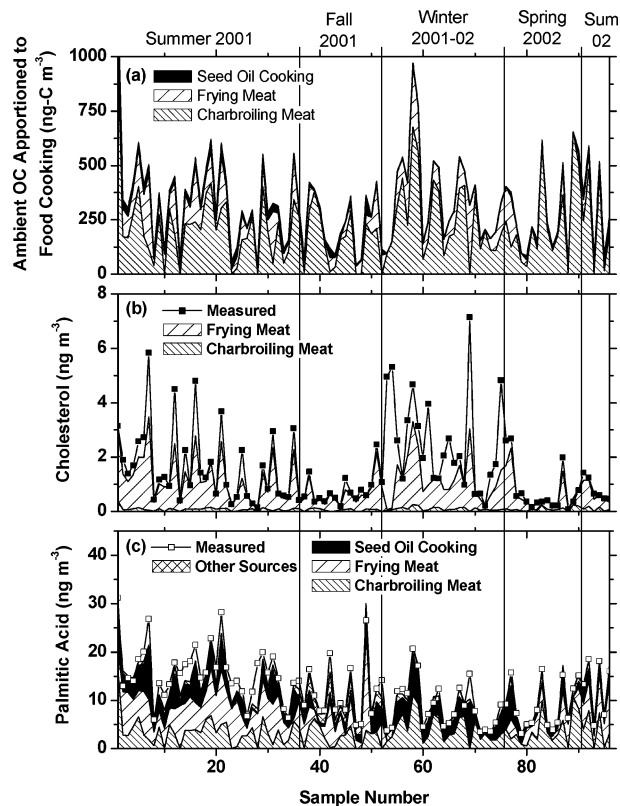 Summer 2001
Fall
2001
Winter
2001-02
Spring
2002
Sum
02
Ambient OC Apportioned to
Food Cooking (ng-C m-3)
1000
750
500
250
0
(a)
Seed Oil Cooking
Frying Meat
Charbroiling Meat
Cholesterol (ng m-3)
8
6
4
2
0
(b)
Measured
Frying Meat
Charbroiling Meat
Palmitic Acid (ng m-3)
40
30
20
10
0
(c)
Measured
Other Sources
Seed Oil Cooking
Frying Meat
Charbroiling Meat
20
40
60
80
Sample Number